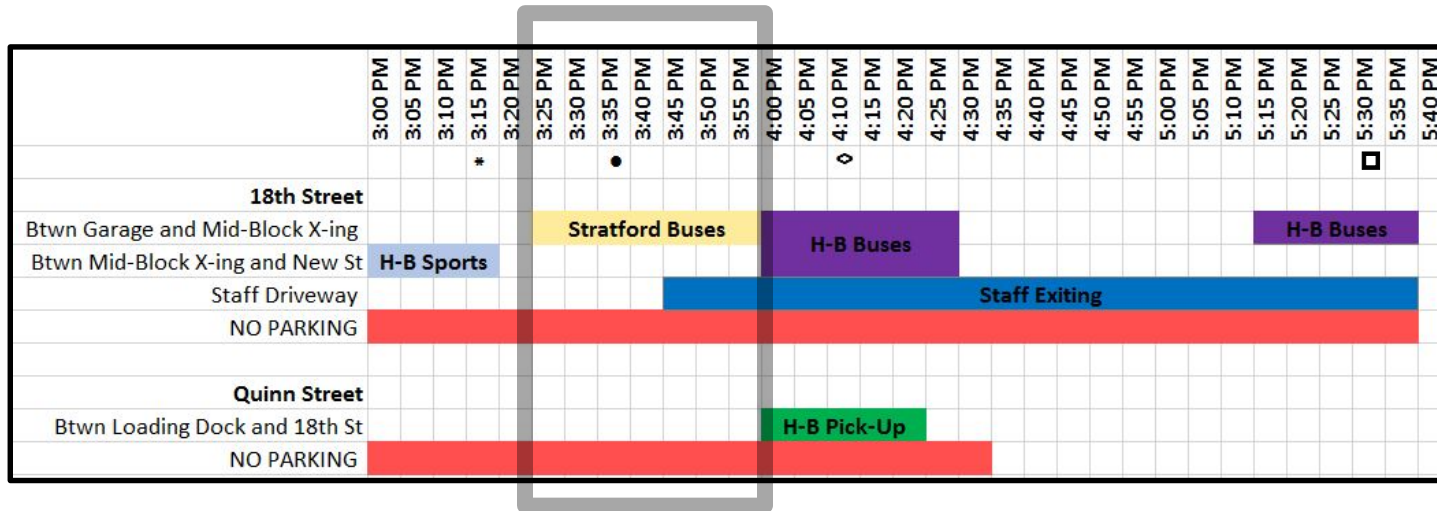 3:00 PM
3:05 PM
3:10 PM
3:15 PM
3:20 PM
3:25 PM
3:30 PM
3:35 PM
3:40 PM
3:45 PM
3:50 PM
3:55 PM
4:00 PM
4:05 PM
4:10 PM
4:15 PM
4:20 PM
4:25 PM
4:30 PM
4:35 PM
4:40 PM
4:45 PM
4:50 PM
4:55 PM
5:00 PM
5:05 PM
5:10 PM
5:15 PM
5:20 PM
5:25 PM
5:30 PM
5:35 PM
5:40 PM
*
18th Street
Btwn Garage and Mid-Block X-ing Stratford Buses H-B Buses H-B Buses
Btwn Mid-Block X-ing and New St H-B Sports
Staff Driveway Staff Exiting
NO PARKING
Quinn Street
Btwn Loading Dock and 18th St H-B Pick-Up
NO PARKING